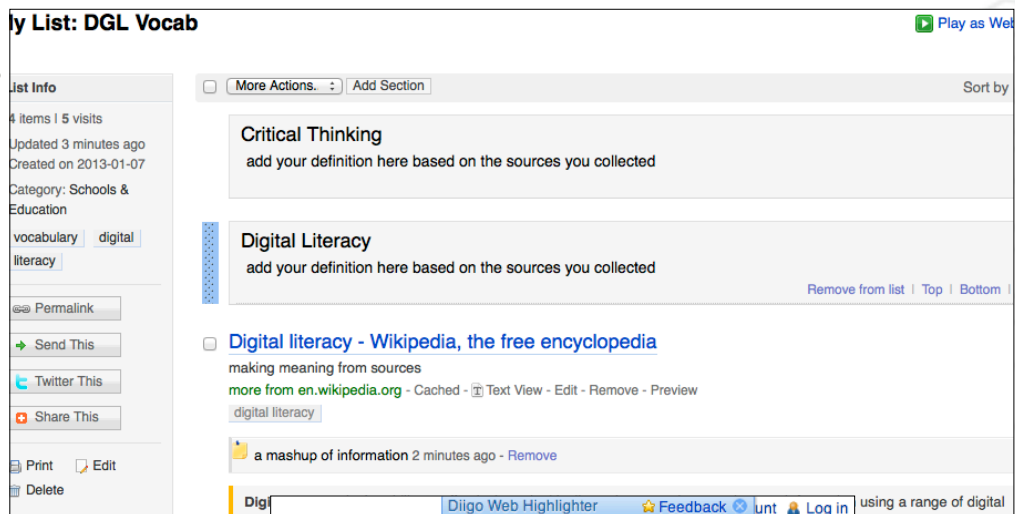 ly List: DGL Vocab
Play as Web
List Info
More Actions. Add Section
Sort by
4 items | 5 visits
Updated 3 minutes ago
Created on 2013-01-07
Category: Schools &
Education
vocabulary digital
literacy
Permalink
Send This
Twitter This
Share This
Print Edit
Delete
Critical Thinking
add your definition here based on the sources you collected
Digital Literacy
add your definition here based on the sources you collected
Remove from list | Top | Bottom |
Digital literacy - Wikipedia, the free encyclopedia
making meaning from sources
more from en.wikipedia.org - Cached - T Text View - Edit - Remove - Preview
digital literacy
a mashup of information 2 minutes ago - Remove
Digi
Diigo Web Highlighter Feedback unt Log in
using a range of digital